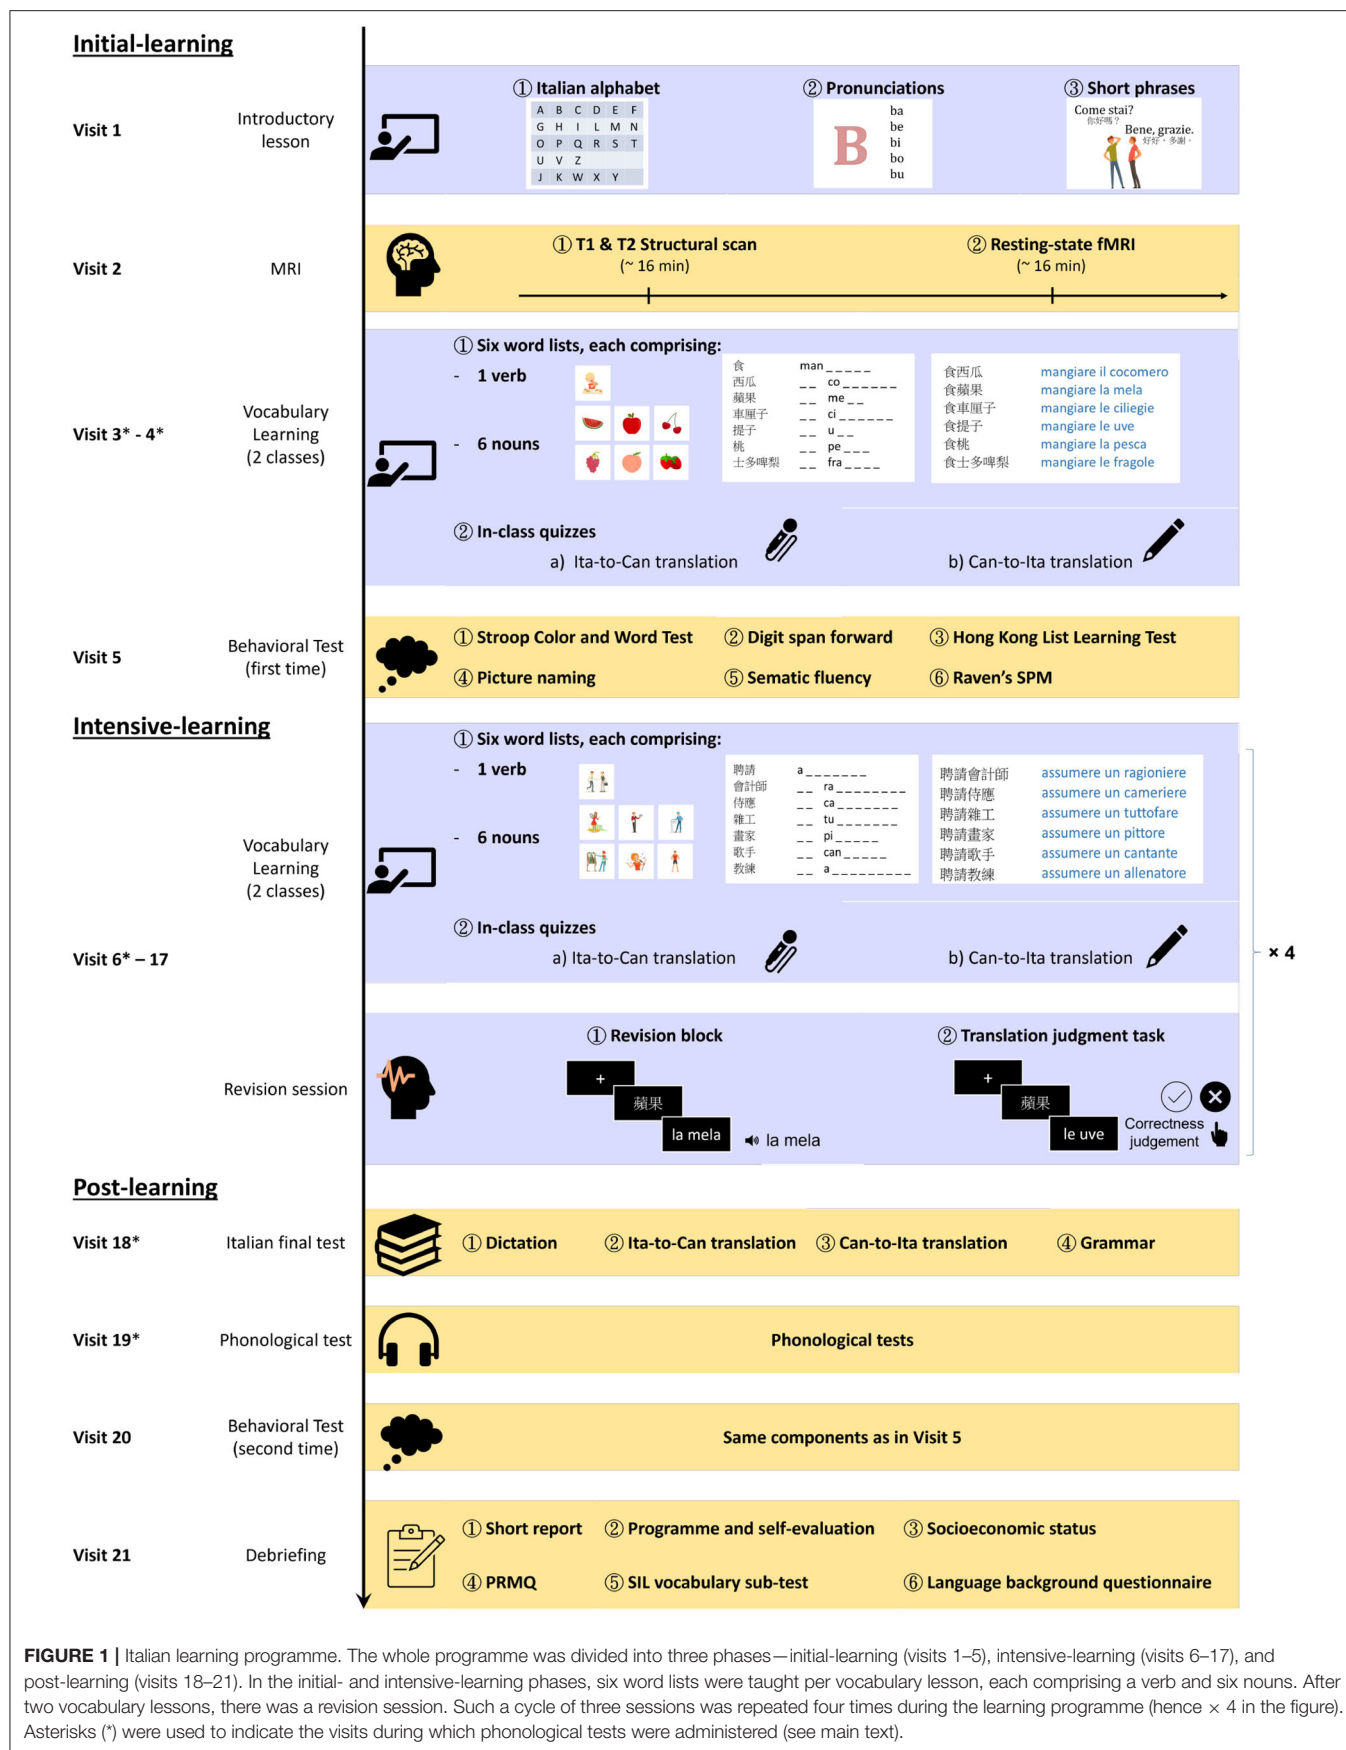 Initial-learning
Visit 1
Introductory
lesson
① Italian alphabet
A B C D E F
G H I L M N
O P Q R S T
U V Z
J K W X Y
② Pronunciations
B
ba
be
bi
bo
bu
③ Short phrases
Come stai?
你好嗎？
Bene, grazie.
好好，多謝。
Visit 2
MRI
① T1 & T2 Structural scan
(~ 16 min)
② Resting-state fMRI
(~ 16 min)
Visit 3* - 4*
Vocabulary
Learning
(2 classes)
① Six word lists, each comprising:
- 1 verb
- 6 nouns
食 man _ _ _ _ _
西瓜 _ _ co _ _ _ _ _ _
蘋果 _ _ me _ _
車厘子 _ _ ci _ _ _ _ _ _
提子 _ _ u _ _
桃 _ _ pe _ _ _
士多啤梨 _ _ fra _ _ _ _
食西瓜 mangiare il cocomero
食蘋果 mangiare la mela
食車厘子 mangiare le ciliegie
食提子 mangiare le uve
食桃 mangiare la pesca
食士多啤梨 mangiare le fragole
② In-class quizzes
a) Ita-to-Can translation
b) Can-to-Ita translation
Visit 5
Behavioral Test
(first time)
① Stroop Color and Word Test ② Digit span forward ③ Hong Kong List Learning Test
④ Picture naming ⑤ Sematic fluency ⑥ Raven's SPM
Intensive-learning
Visit 6* – 17
Vocabulary
Learning
(2 classes)
① Six word lists, each comprising:
- 1 verb
- 6 nouns
聘請 a _ _ _ _ _ _ _
會計師 _ _ ra _ _ _ _ _ _ _ _
侍應 _ _ ca _ _ _ _ _ _ _
雜工 _ _ tu _ _ _ _ _ _ _
畫家 _ _ pi _ _ _ _ _
歌手 _ _ can _ _ _ _ _
教練 _ _ a _ _ _ _ _ _ _ _ _
聘請會計師 assumere un ragioniere
聘請侍應 assumere un cameriere
聘請雜工 assumere un tuttofare
聘請畫家 assumere un pittore
聘請歌手 assumere un cantante
聘請教練 assumere un allenatore
② In-class quizzes
a) Ita-to-Can translation
b) Can-to-Ita translation
× 4
Revision session
① Revision block
+
蘋果
la mela
la mela
② Translation judgment task
+
蘋果
le uve
Correctness
judgement
Post-learning
Visit 18*
Italian final test
① Dictation ② Ita-to-Can translation ③ Can-to-Ita translation ④ Grammar
Visit 19*
Phonological test
Phonological tests
Visit 20
Behavioral Test
(second time)
Same components as in Visit 5
Visit 21
Debriefing
① Short report ② Programme and self-evaluation ③ Socioeconomic status
④ PRMQ ⑤ SIL vocabulary sub-test ⑥ Language background questionnaire
FIGURE 1 | Italian learning programme. The whole programme was divided into three phases—initial-learning (visits 1–5), intensive-learning (visits 6–17), and
post-learning (visits 18–21). In the initial- and intensive-learning phases, six word lists were taught per vocabulary lesson, each comprising a verb and six nouns. After
two vocabulary lessons, there was a revision session. Such a cycle of three sessions was repeated four times during the learning programme (hence × 4 in the figure).
Asterisks (*) were used to indicate the visits during which phonological tests were administered (see main text).